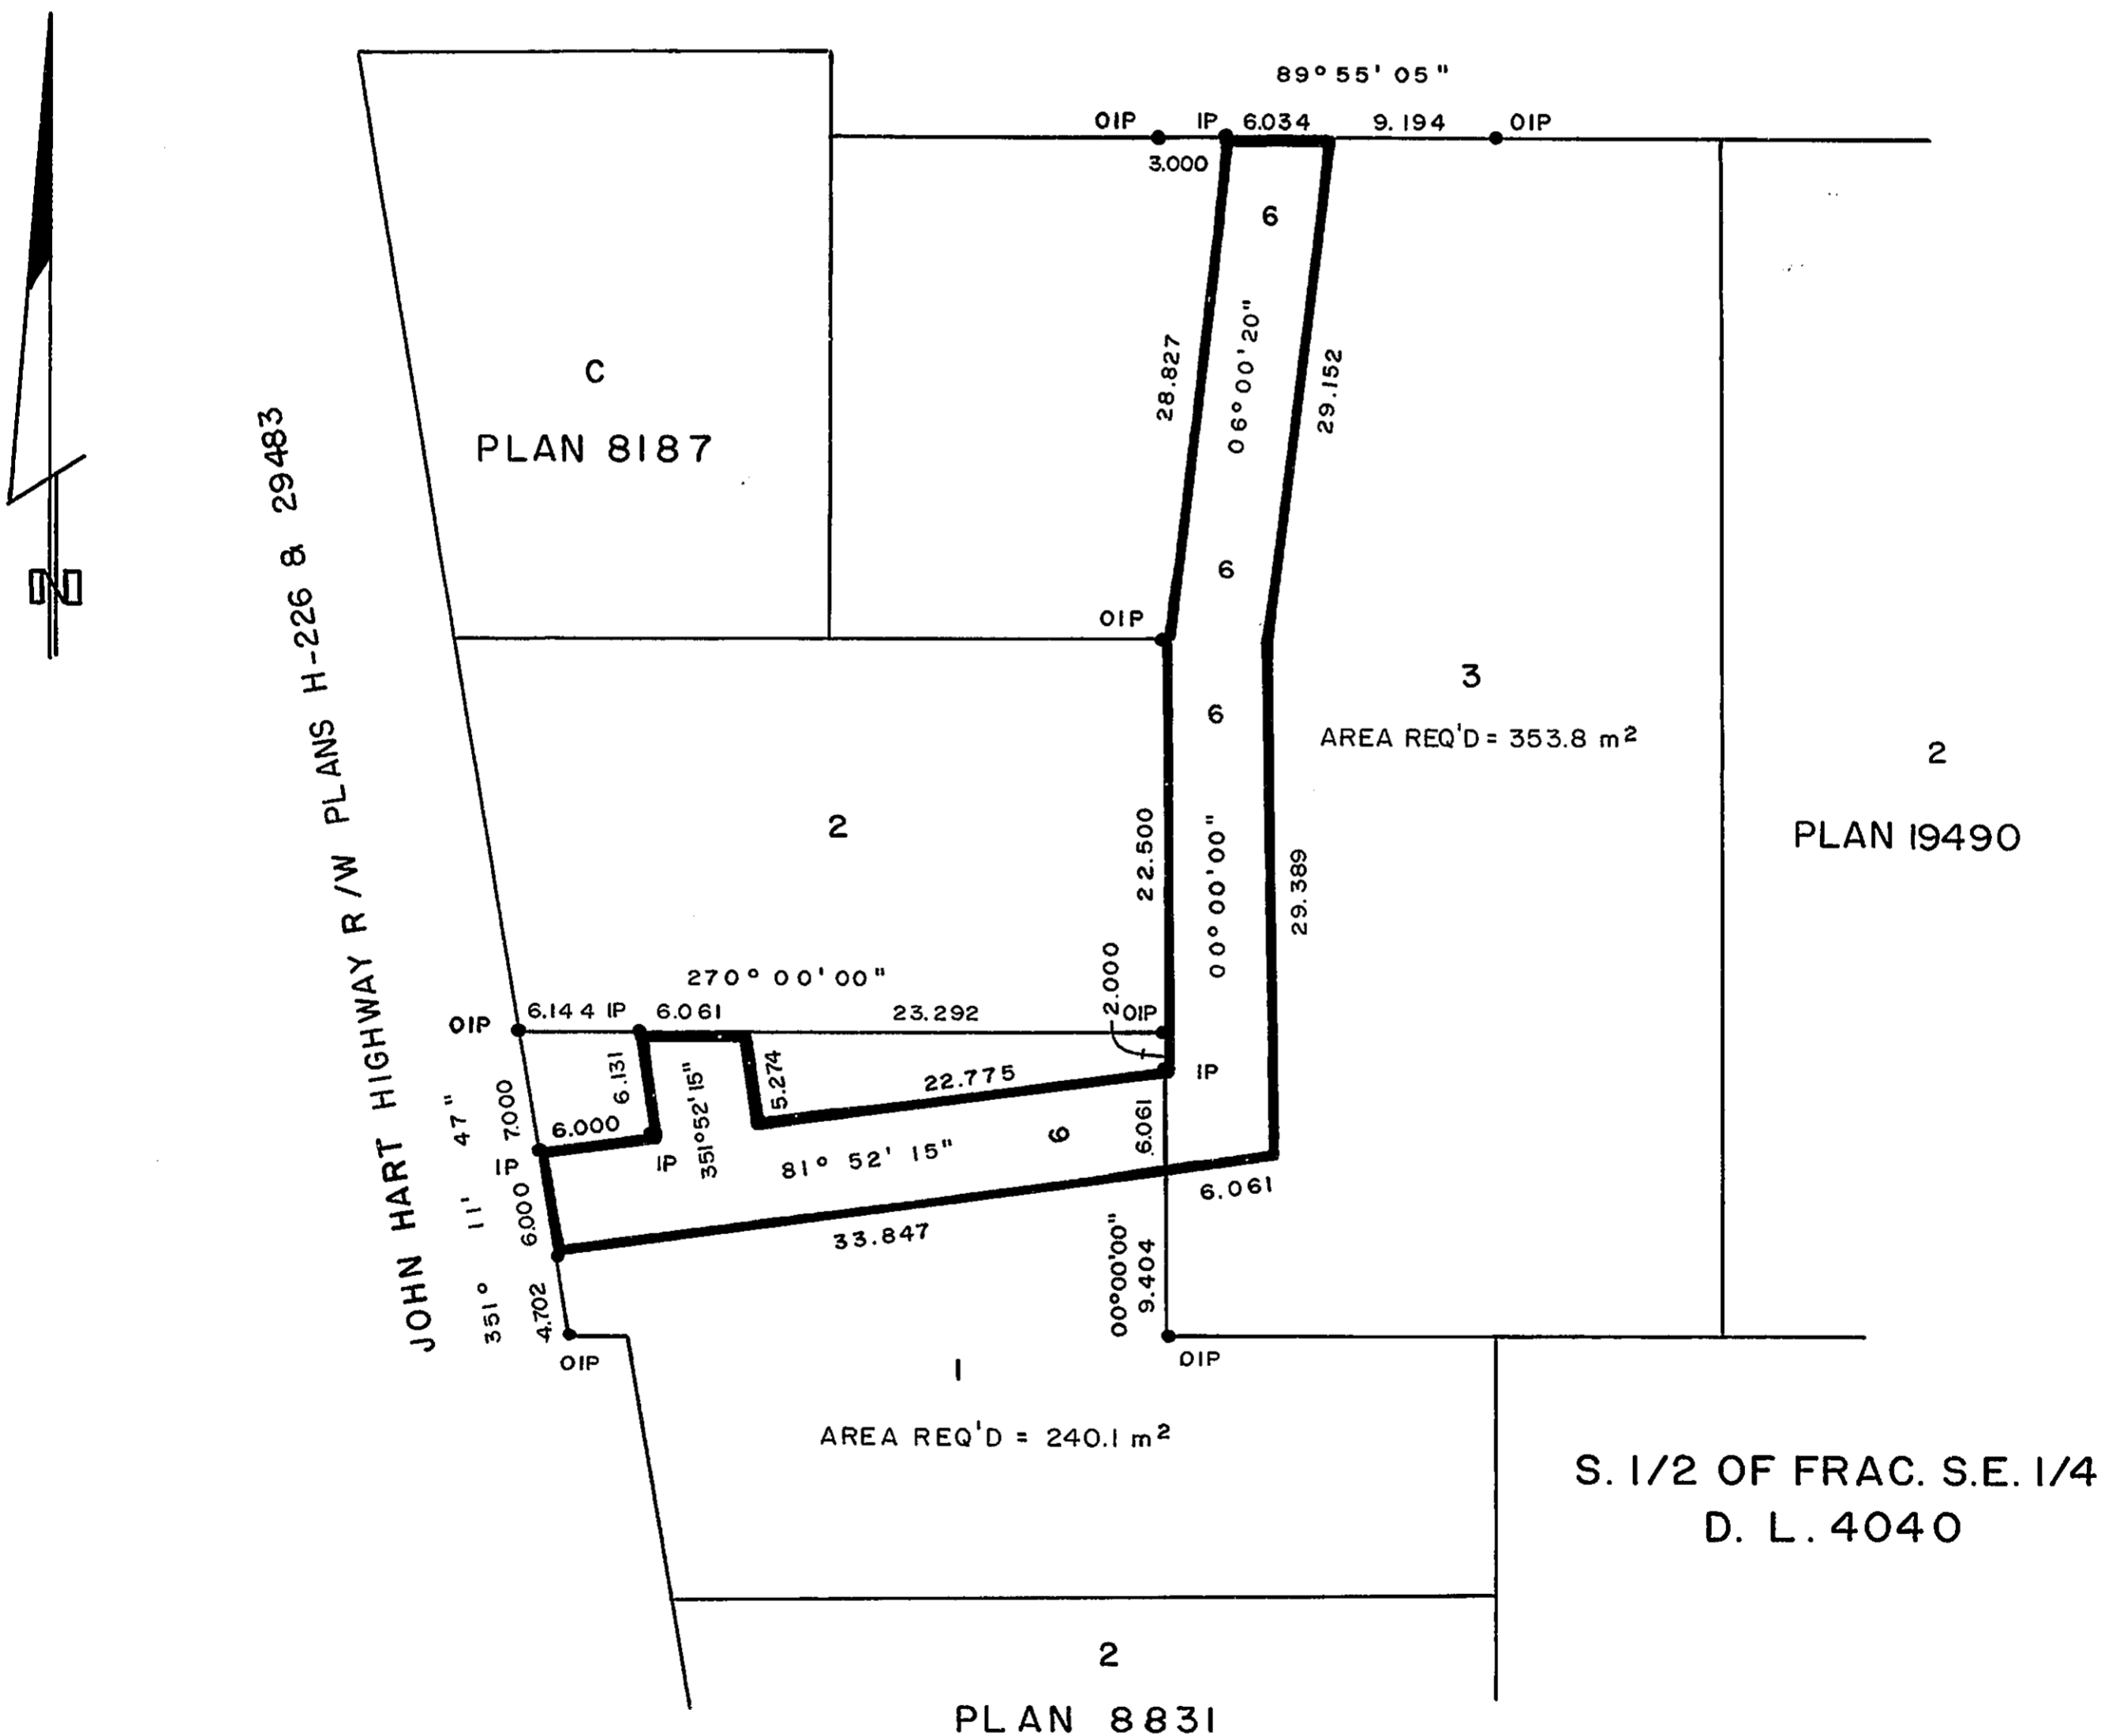 89° 55' 05"
OIP IP 6.034 9.194 OIP
3.000
6
06° 00' 20"
28.827
29.152
C
PLAN 8187
JOHN HART HIGHWAY R/W PLANS H-226 & 29483
N
6
OIP
3
AREA REQ'D = 353.8 m²
6
2
PLAN 19490
2
22.500
00° 00' 00"
29.389
2.000
270° 00' 00"
OIP 6.144 IP 6.061 23.292 OIP
6.131
351° 52' 15"
5.274
22.775
IP
7.000
6.000
IP
IP
81° 52' 15"
6
6.061
6.061
351° 11' 47"
6.000
33.847
00° 00' 00"
9.404
4.702
OIP
OIP
1
AREA REQ'D = 240.1 m²
S. 1/2 OF FRAC. S.E. 1/4
D. L. 4040
2
PLAN 8831